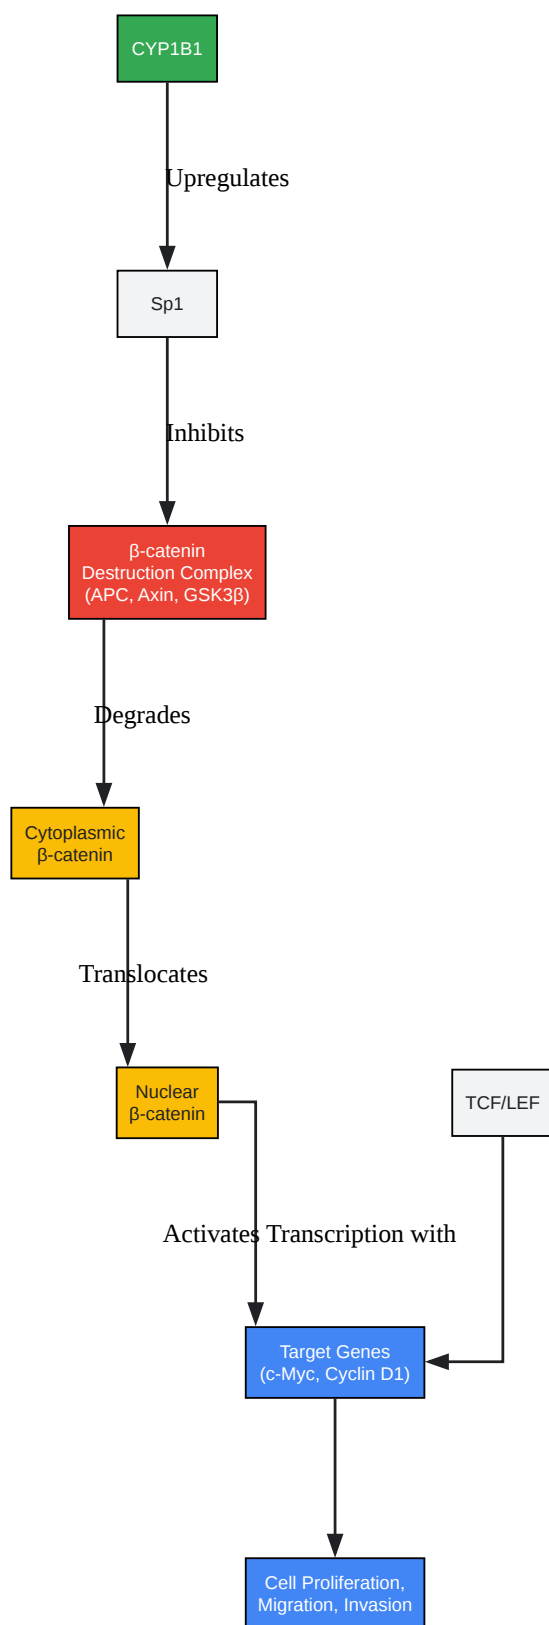 CYP1B1
Upregulates
Sp1
Inhibits
β-catenin
Destruction Complex
(APC, Axin, GSK3β)
Degrades
Cytoplasmic
β-catenin
Translocates
Nuclear
β-catenin
TCF/LEF
Activates Transcription with
Target Genes
(c-Myc, Cyclin D1)
Cell Proliferation,
Migration, Invasion